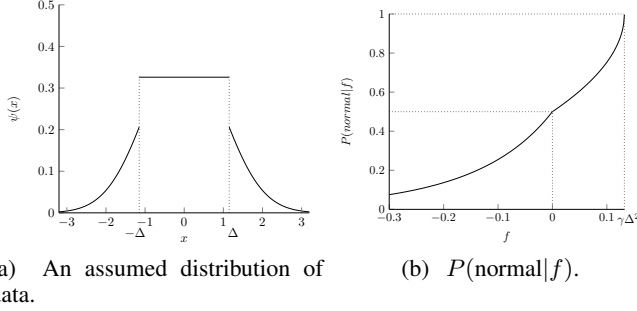 0.5
0.4
0.3
0.2
0.1
0
ψ(x)
−3 −2 −1 0 1 2 3
−Δ Δ
x
1
0.8
0.6
0.4
0.2
0
P(normal|f)
−0.3 −0.2 −0.1 0 0.1 γΔ²
f
a) An assumed distribution of
data.
(b) P(normal|f).